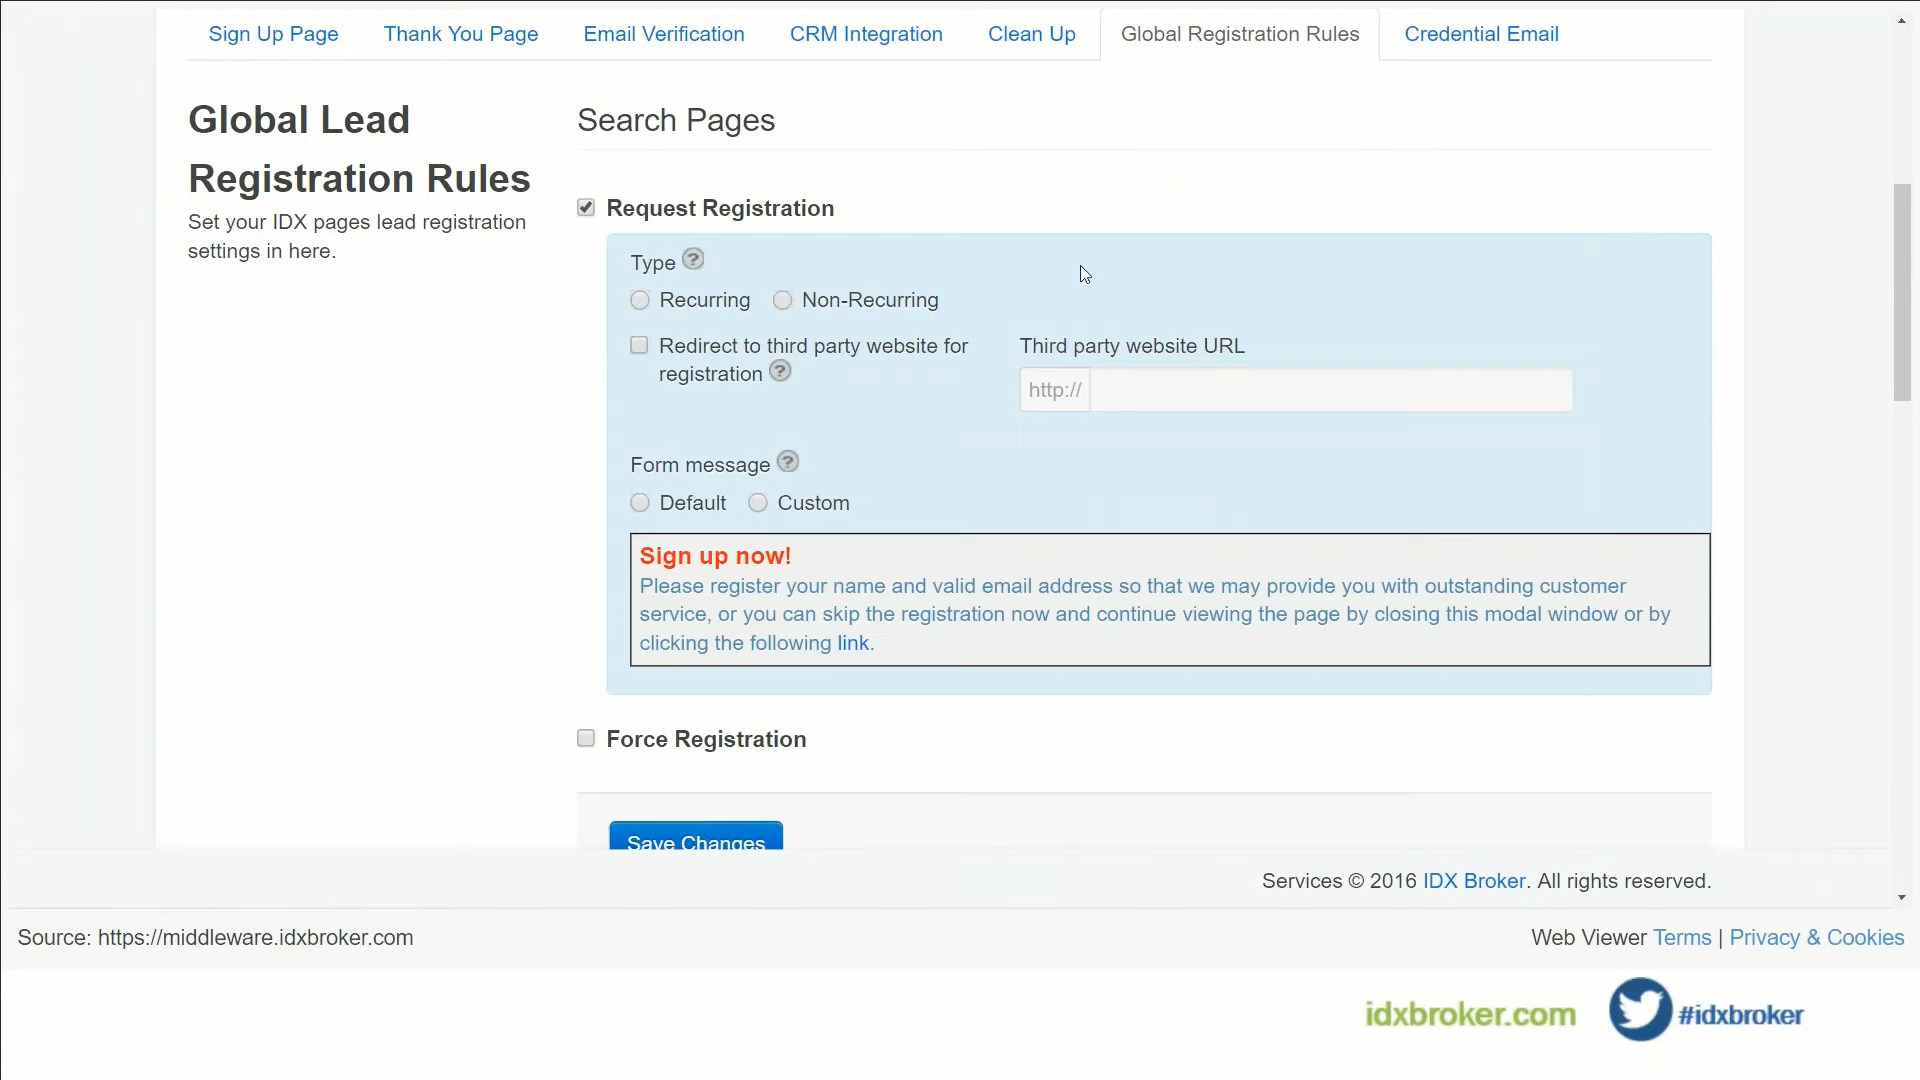 Sign Up Page
Thank You Page
Email Verification
CRM Integration
Clean Up
Global Registration Rules
Credential Email
Global Lead
Registration Rules
Set your IDX pages lead registration
settings in here.
Search Pages
Request Registration
Type ?
Recurring
Non-Recurring
Redirect to third party website for
registration ?
Third party website URL
http://
Form message ?
Default
Custom
Sign up now!
Please register your name and valid email address so that we may provide you with outstanding customer
service, or you can skip the registration now and continue viewing the page by closing this modal window or by
clicking the following link.
Force Registration
Save Changes
Services © 2016 IDX Broker. All rights reserved.
Source: https://middleware.idxbroker.com
Web Viewer Terms | Privacy & Cookies
idxbroker.com
#idxbroker